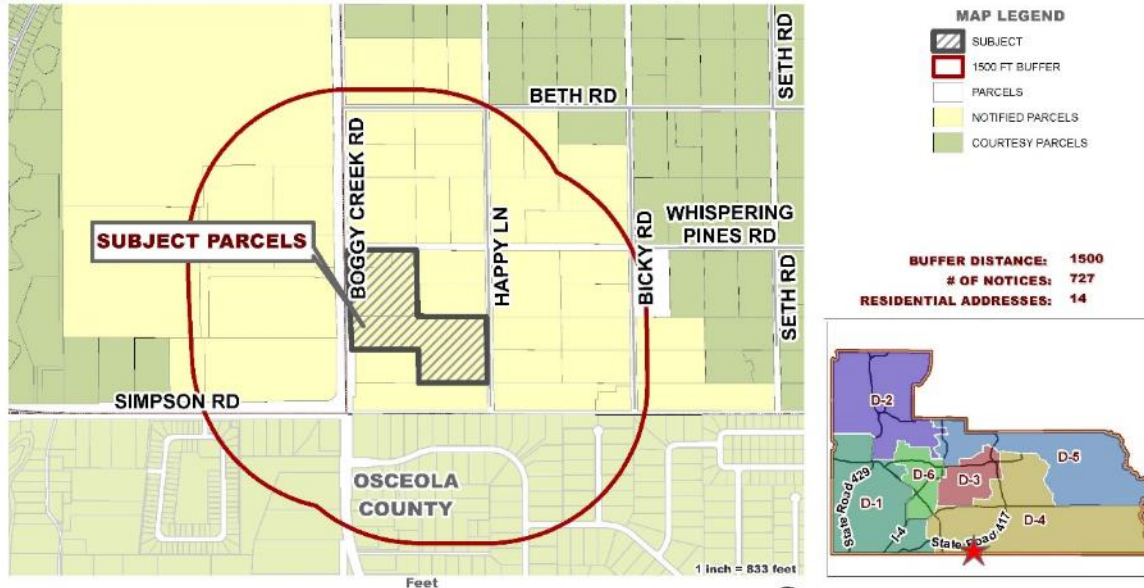 SETH RD
BETH RD
BOGGY CREEK RD
SUBJECT PARCELS
HAPPY LN
WHISPERING
PINES RD
BICKY RD
SETH RD
SIMPSON RD
OSCEOLA
COUNTY
1 inch = 833 feet
Feet
MAP LEGEND
SUBJECT
1500 FT BUFFER
PARCELS
NOTIFIED PARCELS
COURTESY PARCELS
BUFFER DISTANCE: 1500
# OF NOTICES: 727
RESIDENTIAL ADDRESSES: 14
D-2
D-5
D-6
D-3
D-1
D-4
State Road 429
I-4
State Road 417